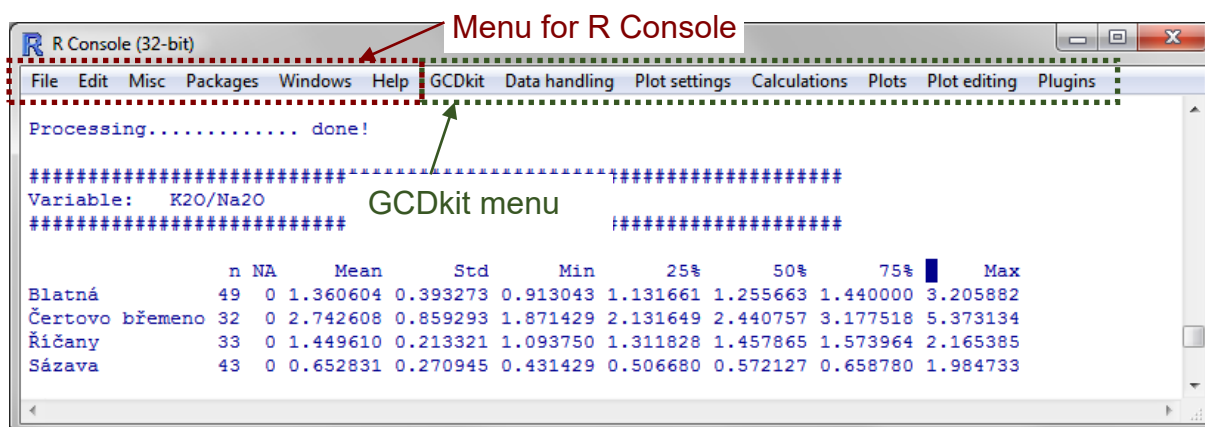 Menu for R Console
R Console (32-bit)
File Edit Misc Packages Windows Help GCDkit Data handling Plot settings Calculations Plots Plot editing Plugins
Processing............. done!
###########################                       ####################
Variable: K2O/Na2O
GCDkit menu
###########################                       ####################
n NA Mean Std Min 25% 50% 75% Max
Blatná 49 0 1.360604 0.393273 0.913043 1.131661 1.255663 1.440000 3.205882
Čertovo břemeno 32 0 2.742608 0.859293 1.871429 2.131649 2.440757 3.177518 5.373134
Říčany 33 0 1.449610 0.213321 1.093750 1.311828 1.457865 1.573964 2.165385
Sázava 43 0 0.652831 0.270945 0.431429 0.506680 0.572127 0.658780 1.984733